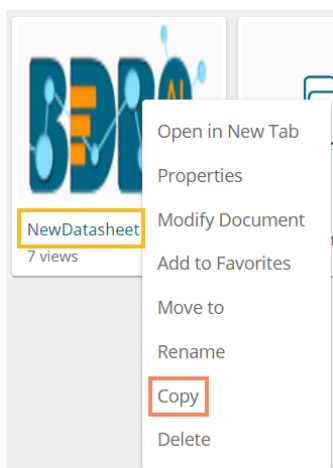 BDB
AI
NewDatasheet
7 views
Open in New Tab
Properties
Modify Document
Add to Favorites
Move to
Rename
Copy
Delete